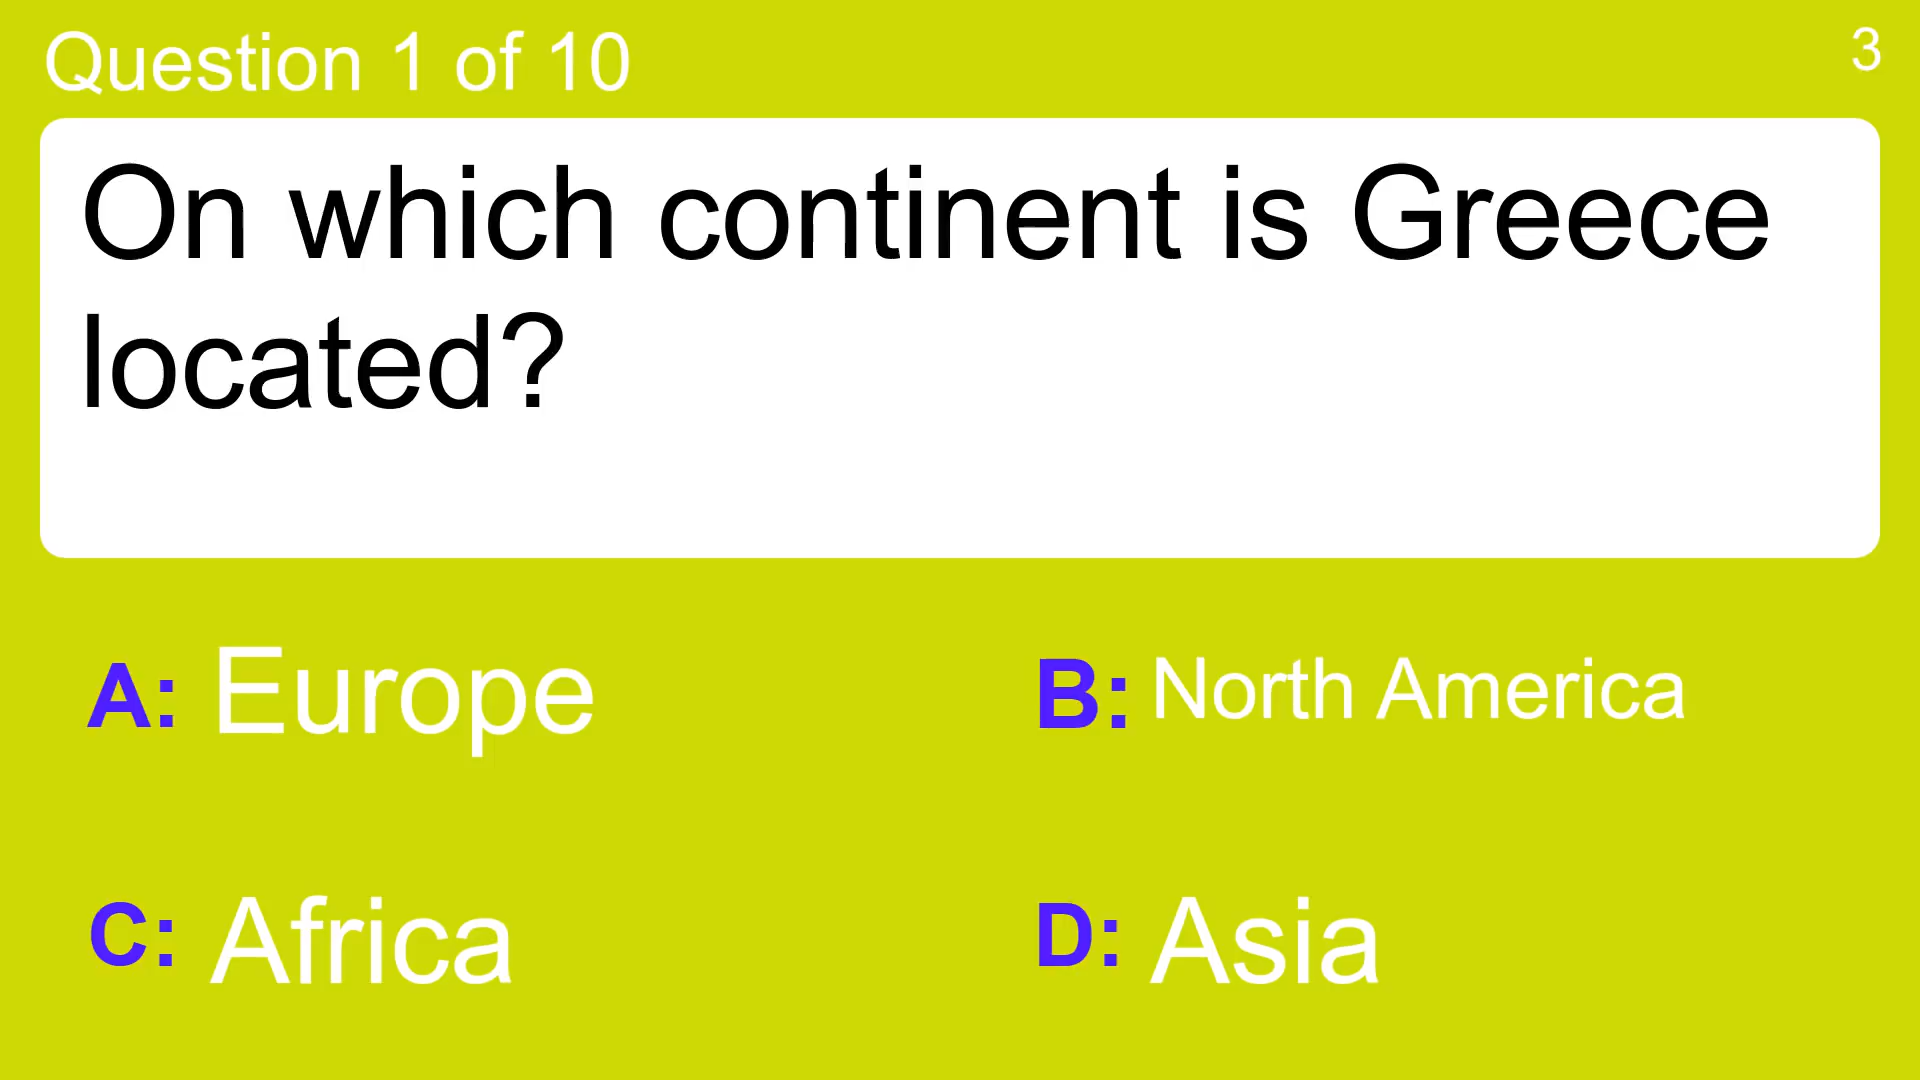 Question 1 of 10
3
On which continent is Greece
located?
A: Europe
B: North America
C: Africa
D: Asia